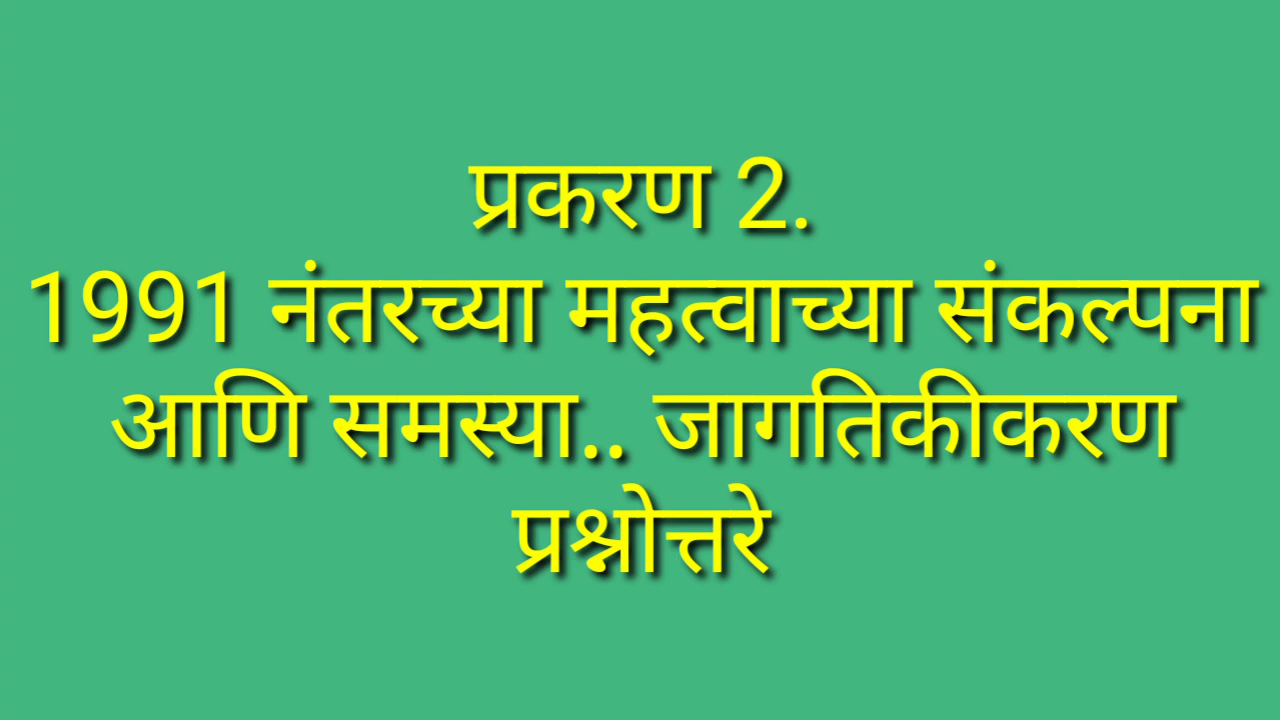 प्रकरण 2.
1991 नंतरच्या महत्वाच्या संकल्पना
आणि समस्या.. जागतिकीकरण
प्रश्नोत्तरे